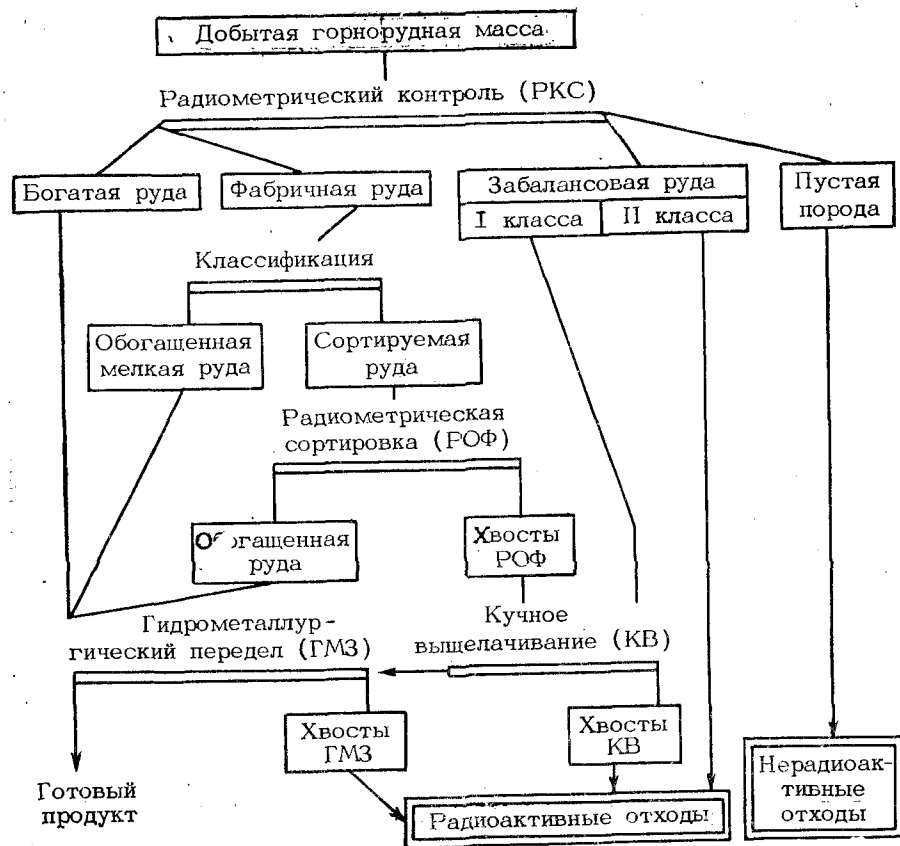 Добытая горнорудная масса
Радиометрический контроль (РКС)
Богатая руда
Фабричная руда
Забалансовая руда
I класса
II класса
Пустая
порода
Классификация
Обогащенная
мелкая руда
Сортируемая
руда
Радиометрическая
сортировка (РОФ)
Обогащенная
руда
Хвосты
РОФ
Гидрометаллур-
гический передел (ГМЗ)
Кучное
выщелачивание (КВ)
Хвосты
ГМЗ
Хвосты
КВ
Готовый
продукт
Радиоактивные отходы
Нерадиоак-
тивные
отходы